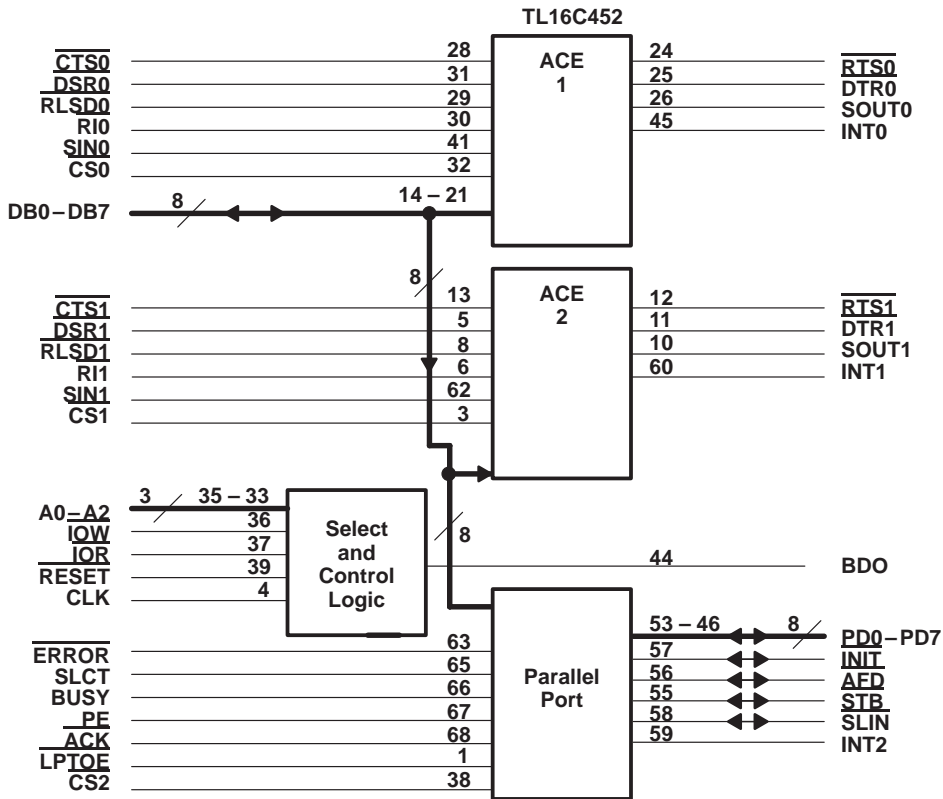 TL16C452
ACE
1
CTS0
28
DSR0
31
RLSD0
29
RI0
30
SIN0
41
CS0
32
24
RTS0
25
DTR0
26
SOUT0
45
INT0
DB0–DB7
8
14 – 21
8
ACE
2
CTS1
13
DSR1
5
RLSD1
8
RI1
6
SIN1
62
CS1
3
12
RTS1
11
DTR1
10
SOUT1
60
INT1
A0–A2
3
35 – 33
IOW
36
IOR
37
RESET
39
CLK
4
Select
and
Control
Logic
8
44
BDO
ERROR
63
SLCT
65
BUSY
66
PE
67
ACK
68
LPTOE
1
CS2
38
Parallel
Port
53 – 46
8
PD0–PD7
57
INIT
56
AFD
55
STB
58
SLIN
59
INT2